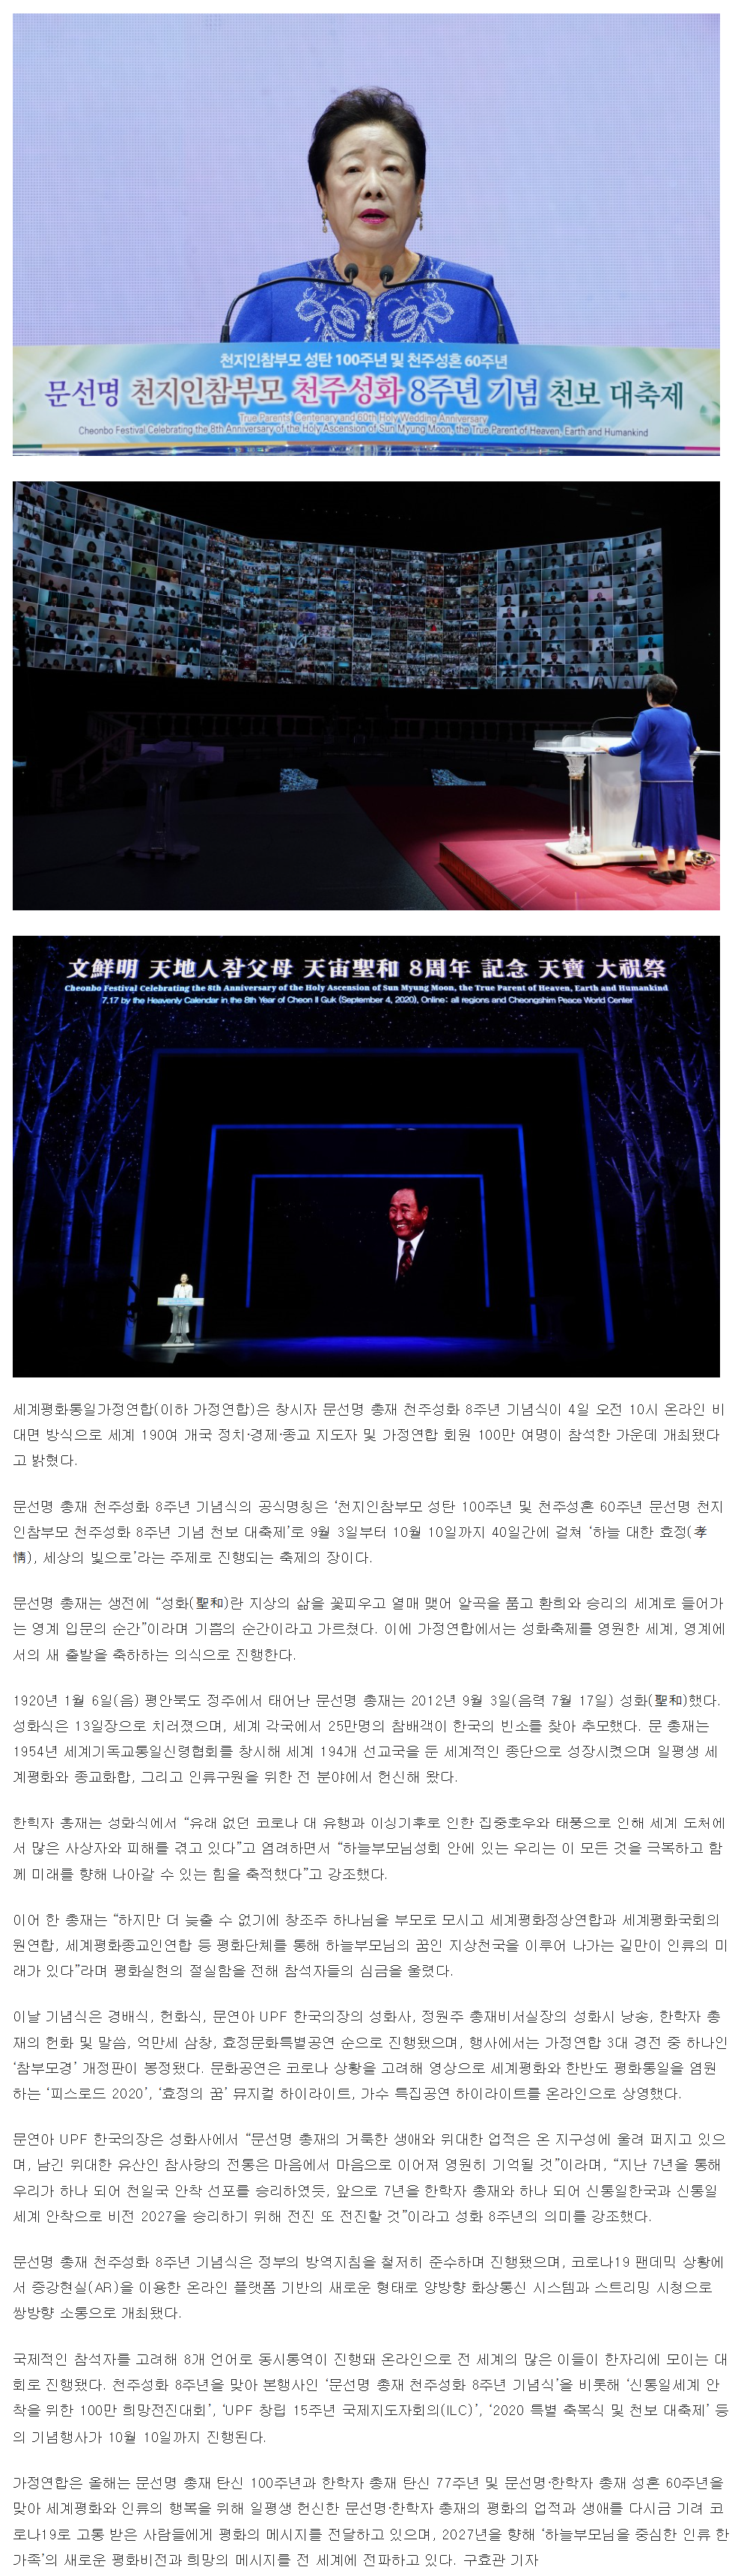 천지인참부모 성탄 100주년 및 천주성혼 60주년
문선명 천지인참부모 천주성화 8주년 기념 천보 대축제
True Parents' Centenary and 60th Holy Wedding Anniversary
Cheonbo Festival Celebrating the 8th Anniversary of the Holy Ascension of Sun Myung Moon, the True Parent of Heaven, Earth and Humankind
文鮮明 天地人참父母 天宙聖和 8周年 記念 天寶 大祝祭
Cheonbo Festival Celebrating the 8th Anniversary of the Holy Ascension of Sun Myung Moon, the True Parent of Heaven, Earth and Humankind
7.17 by the Heavenly Calendar in the 8th Year of Cheon Il Guk (September 4, 2020), Online: all regions and Cheongshim Peace World Center
세계평화통일가정연합(이하 가정연합)은 창시자 문선명 총재 천주성화 8주년 기념식이 4일 오전 10시 온라인 비
대면 방식으로 세계 190여 개국 정치·경제·종교 지도자 및 가정연합 회원 100만 여명이 참석한 가운데 개최됐다
고 밝혔다.
문선명 총재 천주성화 8주년 기념식의 공식명칭은 ‘천지인참부모 성탄 100주년 및 천주성혼 60주년 문선명 천지
인참부모 천주성화 8주년 기념 천보 대축제’로 9월 3일부터 10월 10일까지 40일간에 걸쳐 ‘하늘 대한 효정(孝
情), 세상의 빛으로’라는 주제로 진행되는 축제의 장이다.
문선명 총재는 생전에 “성화(聖和)란 지상의 삶을 꽃피우고 열매 맺어 알곡을 품고 환희와 승리의 세계로 들어가
는 영계 입문의 순간”이라며 기쁨의 순간이라고 가르쳤다. 이에 가정연합에서는 성화축제를 영원한 세계, 영계에
서의 새 출발을 축하하는 의식으로 진행한다.
1920년 1월 6일(음) 평안북도 정주에서 태어난 문선명 총재는 2012년 9월 3일(음력 7월 17일) 성화(聖和)했다.
성화식은 13일장으로 치러졌으며, 세계 각국에서 25만명의 참배객이 한국의 빈소를 찾아 추모했다. 문 총재는
1954년 세계기독교통일신령협회를 창시해 세계 194개 선교국을 둔 세계적인 종단으로 성장시켰으며 일평생 세
계평화와 종교화합, 그리고 인류구원을 위한 전 분야에서 헌신해 왔다.
한학자 총재는 성화식에서 “유래 없던 코로나 대 유행과 이상기후로 인한 집중호우와 태풍으로 인해 세계 도처에
서 많은 사상자와 피해를 겪고 있다”고 염려하면서 “하늘부모님성회 안에 있는 우리는 이 모든 것을 극복하고 함
께 미래를 향해 나아갈 수 있는 힘을 축적했다”고 강조했다.
이어 한 총재는 “하지만 더 늦출 수 없기에 창조주 하나님을 부모로 모시고 세계평화정상연합과 세계평화국회의
원연합, 세계평화종교인연합 등 평화단체를 통해 하늘부모님의 꿈인 지상천국을 이루어 나가는 길만이 인류의 미
래가 있다”라며 평화실현의 절실함을 전해 참석자들의 심금을 울렸다.
이날 기념식은 경배식, 헌화식, 문연아 UPF 한국의장의 성화사, 정원주 총재비서실장의 성화시 낭송, 한학자 총
재의 헌화 및 말씀, 억만세 삼창, 효정문화특별공연 순으로 진행됐으며, 행사에서는 가정연합 3대 경전 중 하나인
‘참부모경’ 개정판이 봉정됐다. 문화공연은 코로나 상황을 고려해 영상으로 세계평화와 한반도 평화통일을 염원
하는 ‘피스로드 2020’, ‘효정의 꿈’ 뮤지컬 하이라이트, 가수 특집공연 하이라이트를 온라인으로 상영했다.
문연아 UPF 한국의장은 성화사에서 “문선명 총재의 거룩한 생애와 위대한 업적은 온 지구성에 울려 퍼지고 있으
며, 남긴 위대한 유산인 참사랑의 전통은 마음에서 마음으로 이어져 영원히 기억될 것”이라며, “지난 7년을 통해
우리가 하나 되어 천일국 안착 선포를 승리하였듯, 앞으로 7년을 한학자 총재와 하나 되어 신통일한국과 신통일
세계 안착으로 비전 2027을 승리하기 위해 전진 또 전진할 것”이라고 성화 8주년의 의미를 강조했다.
문선명 총재 천주성화 8주년 기념식은 정부의 방역지침을 철저히 준수하며 진행됐으며, 코로나19 팬데믹 상황에
서 증강현실(AR)을 이용한 온라인 플랫폼 기반의 새로운 형태로 양방향 화상통신 시스템과 스트리밍 시청으로
쌍방향 소통으로 개최됐다.
국제적인 참석자를 고려해 8개 언어로 동시통역이 진행돼 온라인으로 전 세계의 많은 이들이 한자리에 모이는 대
회로 진행됐다. 천주성화 8주년을 맞아 본행사인 ‘문선명 총재 천주성화 8주년 기념식’을 비롯해 ‘신통일세계 안
착을 위한 100만 희망전진대회’, ‘UPF 창립 15주년 국제지도자회의(ILC)’, ‘2020 특별 축복식 및 천보 대축제’ 등
의 기념행사가 10월 10일까지 진행된다.
가정연합은 올해는 문선명 총재 탄신 100주년과 한학자 총재 탄신 77주년 및 문선명·한학자 총재 성혼 60주년을
맞아 세계평화와 인류의 행복을 위해 일평생 헌신한 문선명·한학자 총재의 평화의 업적과 생애를 다시금 기려 코
로나19로 고통 받은 사람들에게 평화의 메시지를 전달하고 있으며, 2027년을 향해 ‘하늘부모님을 중심한 인류 한
가족’의 새로운 평화비전과 희망의 메시지를 전 세계에 전파하고 있다. 구효관 기자